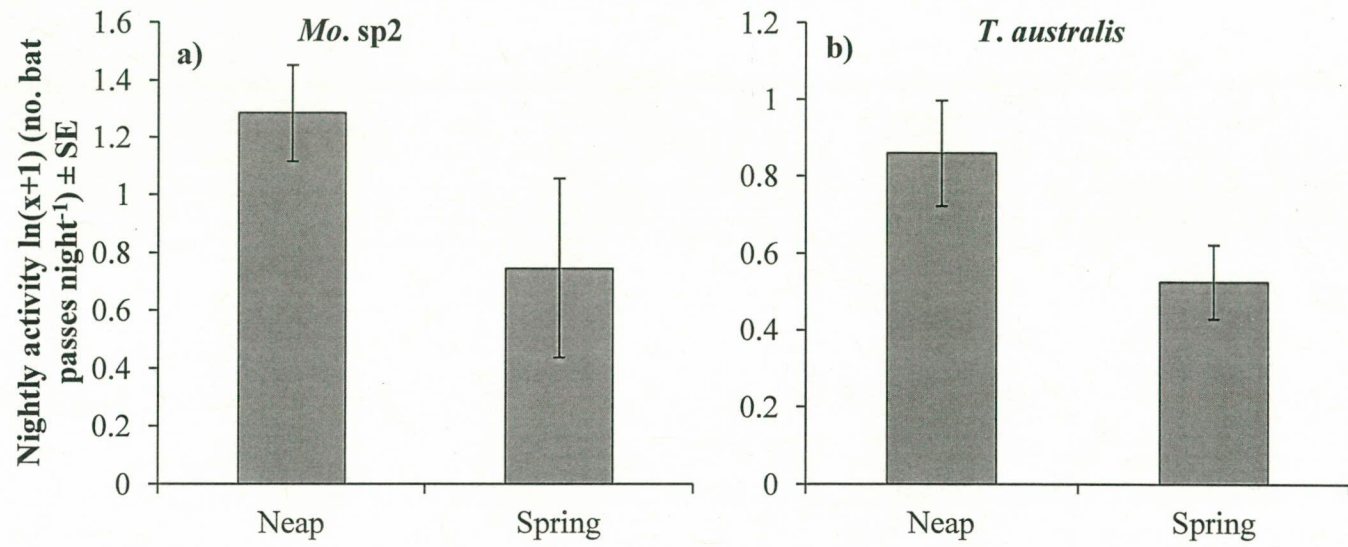 Nightly activity ln(x+1) (no. bat
passes night⁻¹) ± SE
a)
Mo. sp2
1.6
1.4
1.2
1
0.8
0.6
0.4
0.2
0
Neap
Spring
b)
T. australis
1.2
1
0.8
0.6
0.4
0.2
0
Neap
Spring